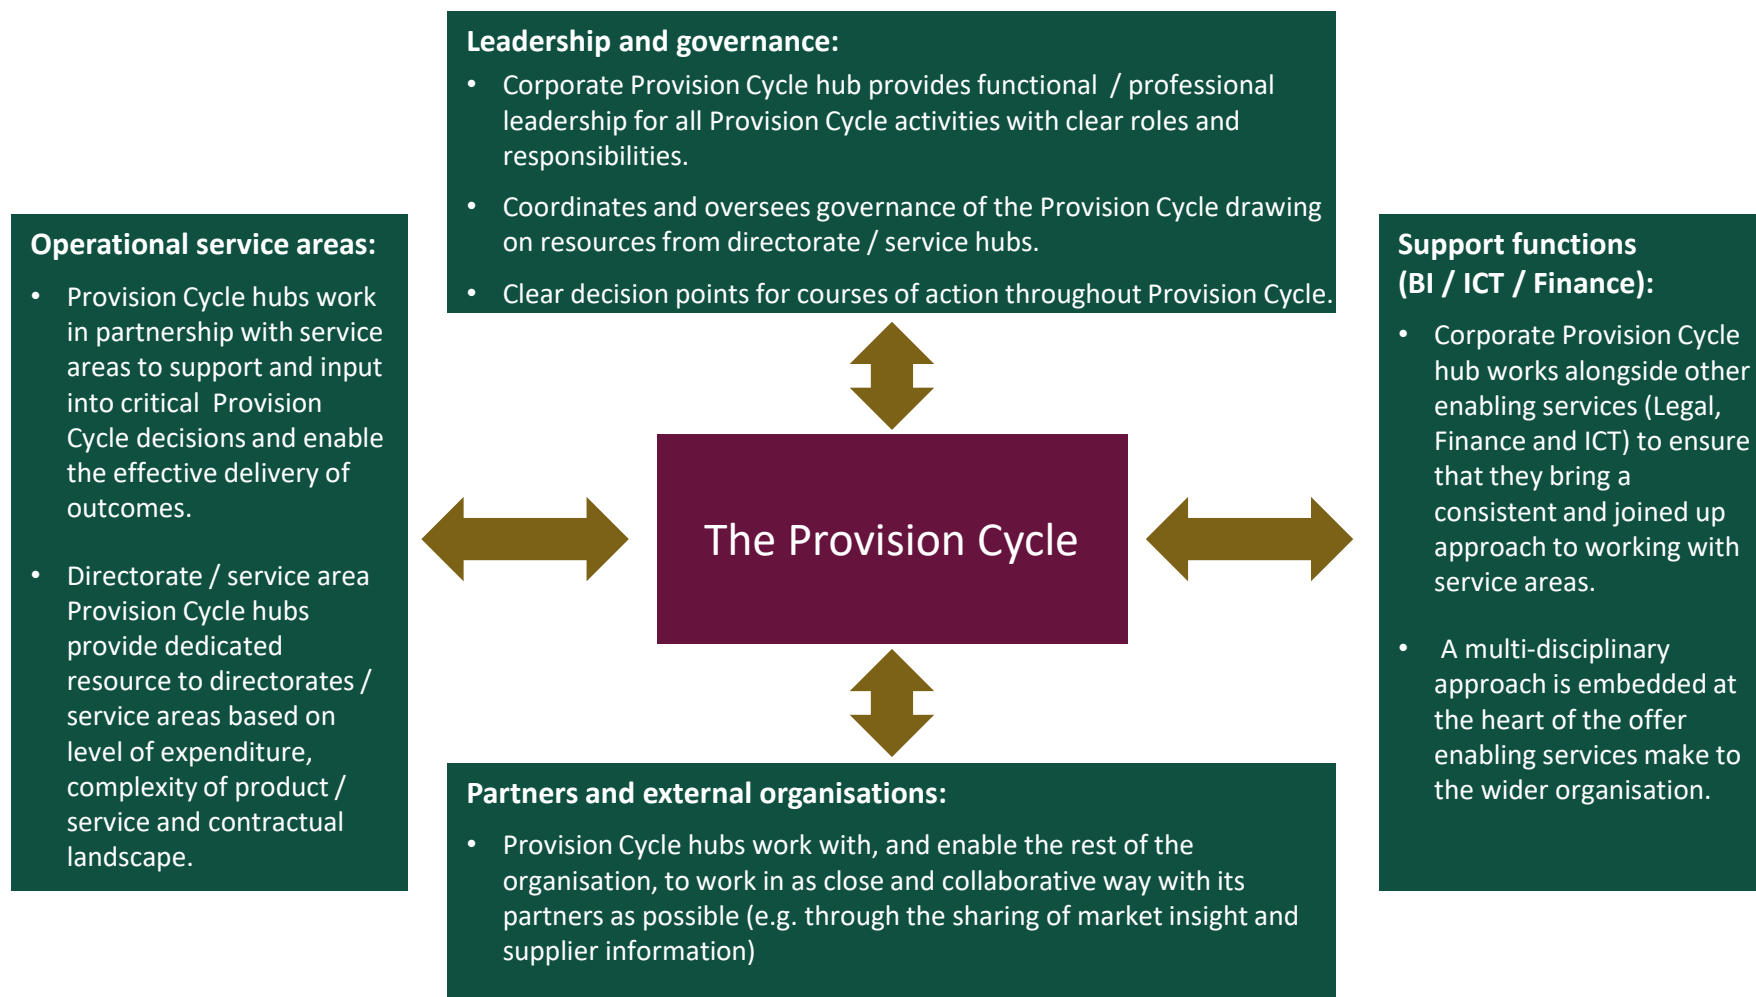 Leadership and governance:
• Corporate Provision Cycle hub provides functional / professional
leadership for all Provision Cycle activities with clear roles and
responsibilities.
• Coordinates and oversees governance of the Provision Cycle drawing
on resources from directorate / service hubs.
• Clear decision points for courses of action throughout Provision Cycle.
Operational service areas:
• Provision Cycle hubs work
in partnership with service
areas to support and input
into critical Provision
Cycle decisions and enable
the effective delivery of
outcomes.
• Directorate / service area
Provision Cycle hubs
provide dedicated
resource to directorates /
service areas based on
level of expenditure,
complexity of product /
service and contractual
landscape.
The Provision Cycle
Support functions
(BI / ICT / Finance):
• Corporate Provision Cycle
hub works alongside other
enabling services (Legal,
Finance and ICT) to ensure
that they bring a
consistent and joined up
approach to working with
service areas.
• A multi-disciplinary
approach is embedded at
the heart of the offer
enabling services make to
the wider organisation.
Partners and external organisations:
• Provision Cycle hubs work with, and enable the rest of the
organisation, to work in as close and collaborative way with its
partners as possible (e.g. through the sharing of market insight and
supplier information)